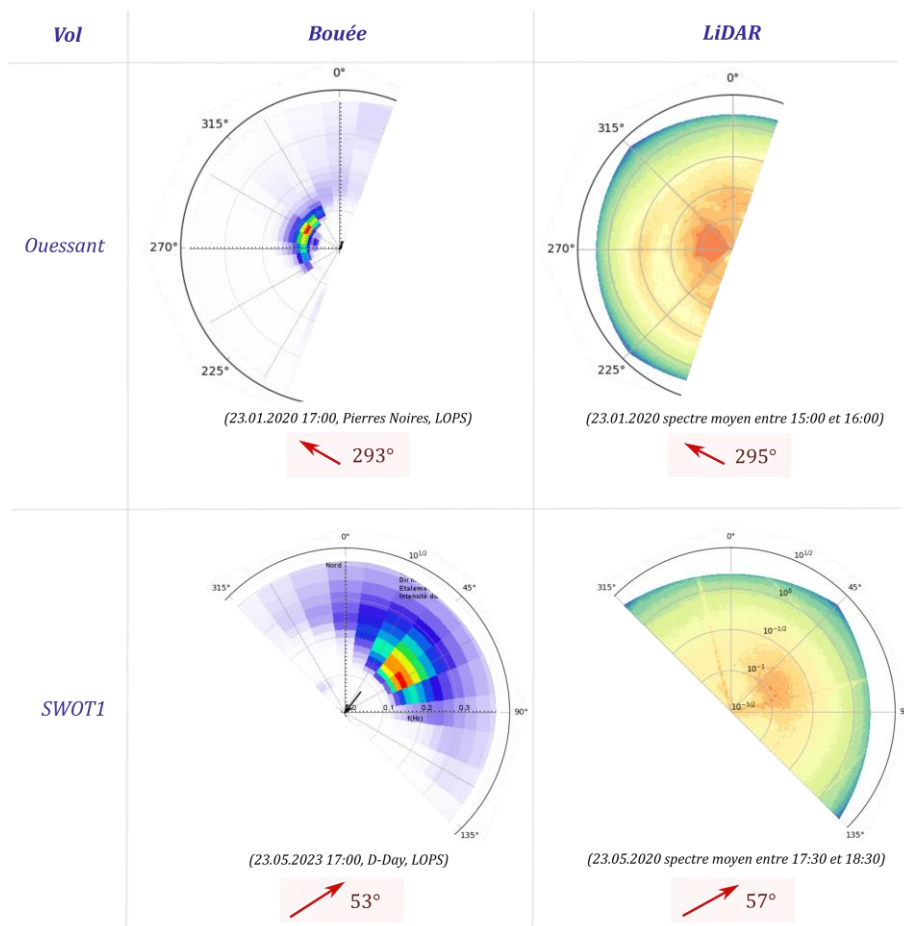 Vol
Bouée
LiDAR
Ouessant
0°
315°
270°
225°
0°
315°
270°
225°
(23.01.2020 17:00, Pierres Noires, LOPS)
(23.01.2020 spectre moyen entre 15:00 et 16:00)
293°
295°
SWOT1
0°
10^{1/2}
315°
Nord
45°
Etaleme
Intensité du
0.1
0.2
0.3
f(Hz)
90°
135°
0°
10^{1/2}
315°
45°
10^{0}
10^{-1/2}
10^{-1}
10^{-3/2}
135°
(23.05.2023 17:00, D-Day, LOPS)
(23.05.2020 spectre moyen entre 17:30 et 18:30)
53°
57°